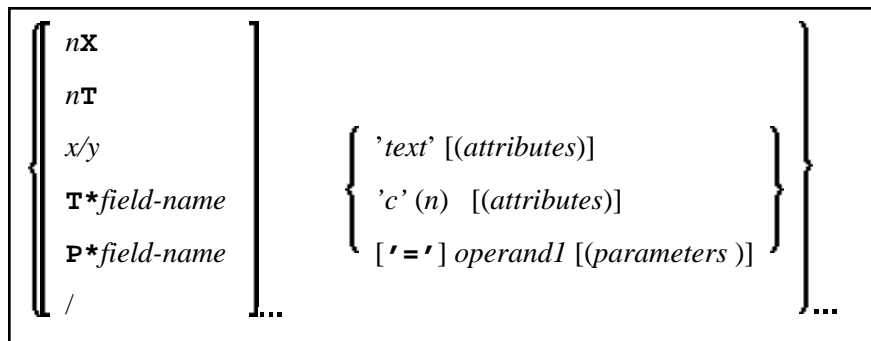 nX
nT
x/y ’text’ [(attributes)]
T*field-name ’c’ (n) [(attributes)]
P*field-name [’=’] operand1 [(parameters )]
/ ... ...